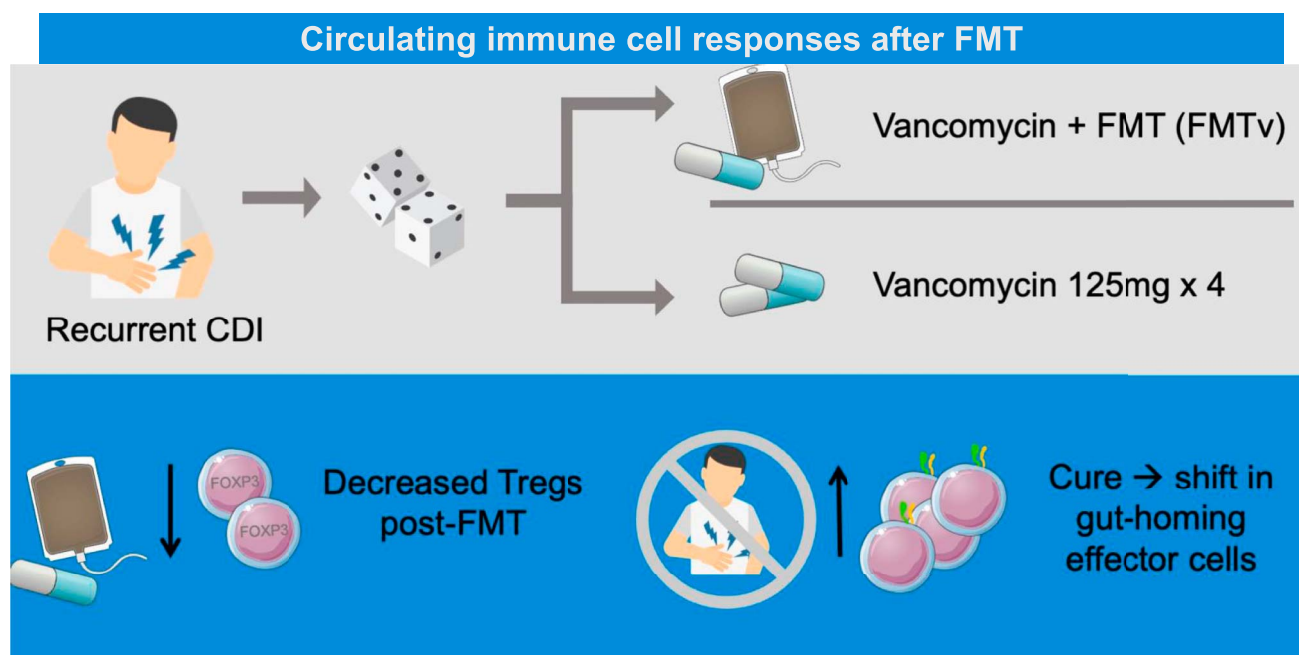 Circulating immune cell responses after FMT
Vancomycin + FMT (FMTv)
Recurrent CDI
Vancomycin 125mg x 4
FOXP3
FOXP3
Decreased Tregs
post-FMT
Cure → shift in
gut-homing
effector cells